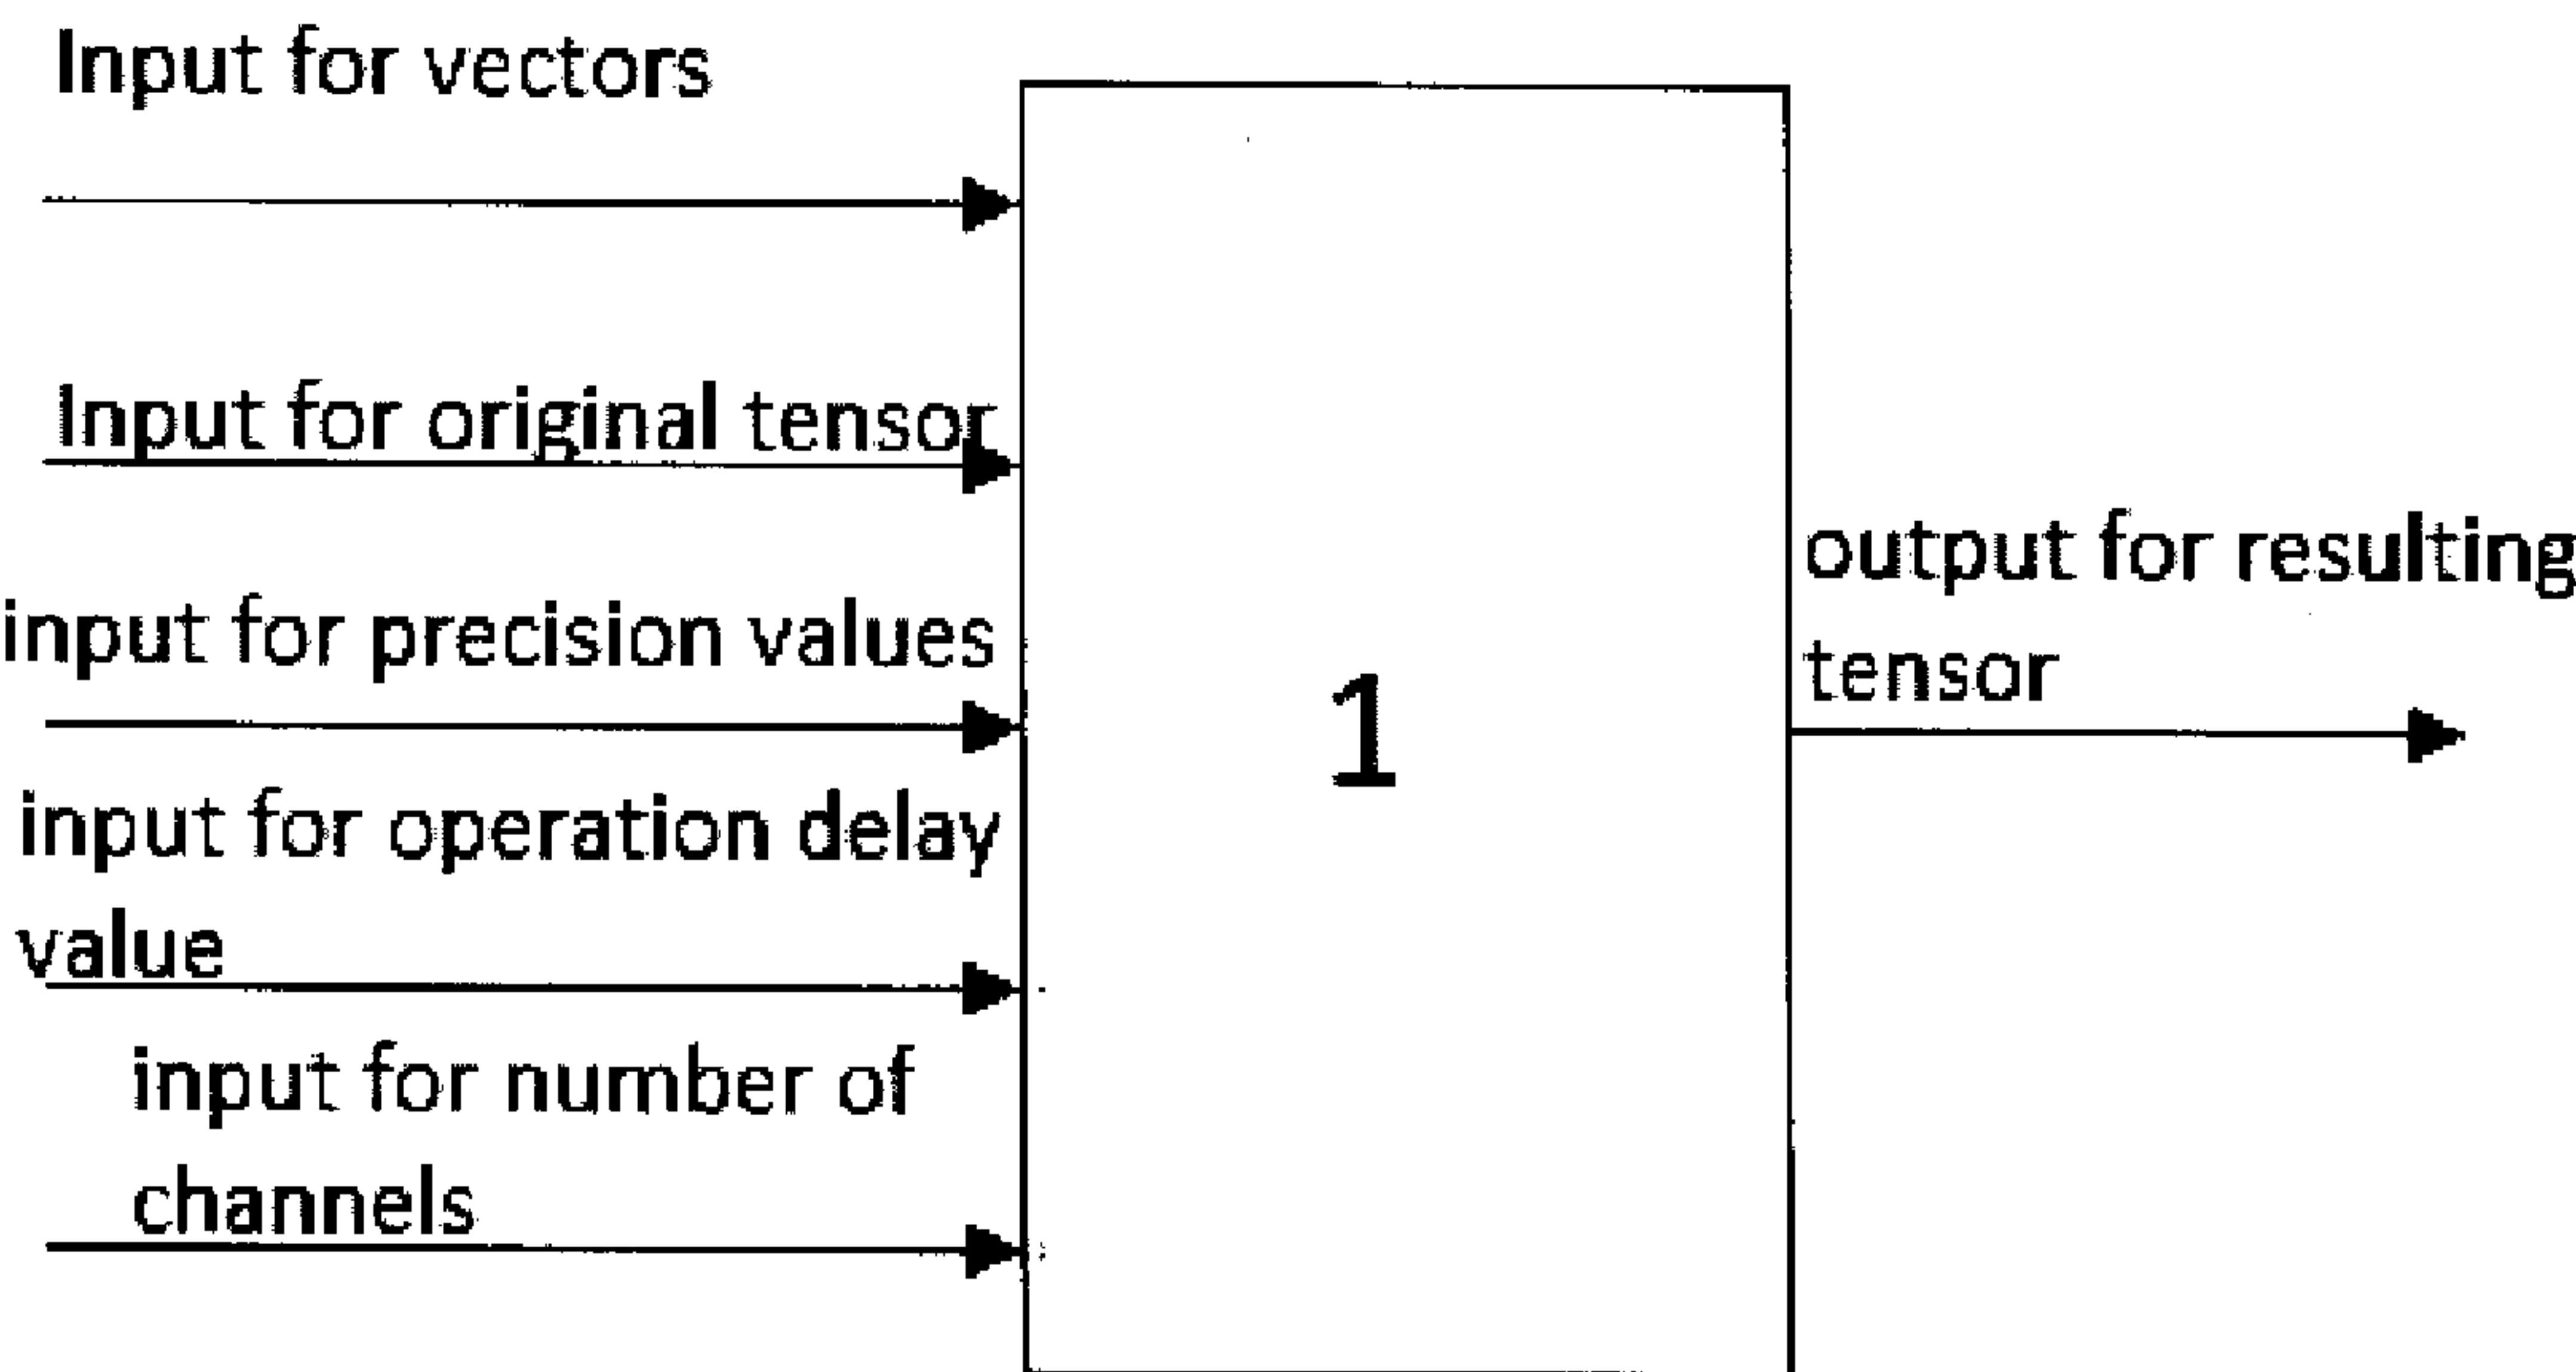 Input for vectors
Input for original tensor
input for precision values
input for operation delay
value
input for number of
channels
1
output for resulting
tensor